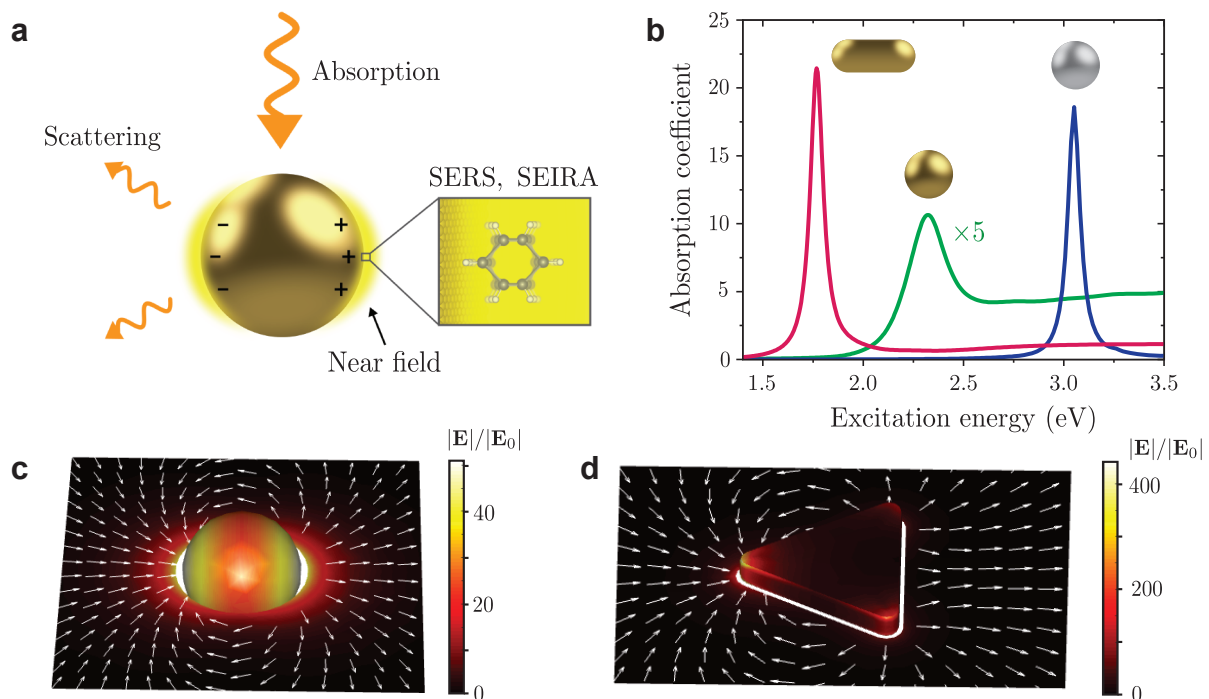 a
Absorption
Scattering
SERS, SEIRA
− +
− +
− +
Near field
b
Absorption coefficient
25
20
15
10
5
0
×5
1.5 2.0 2.5 3.0 3.5
Excitation energy (eV)
c
|E|/|E₀|
40
20
0
d
|E|/|E₀|
400
200
0